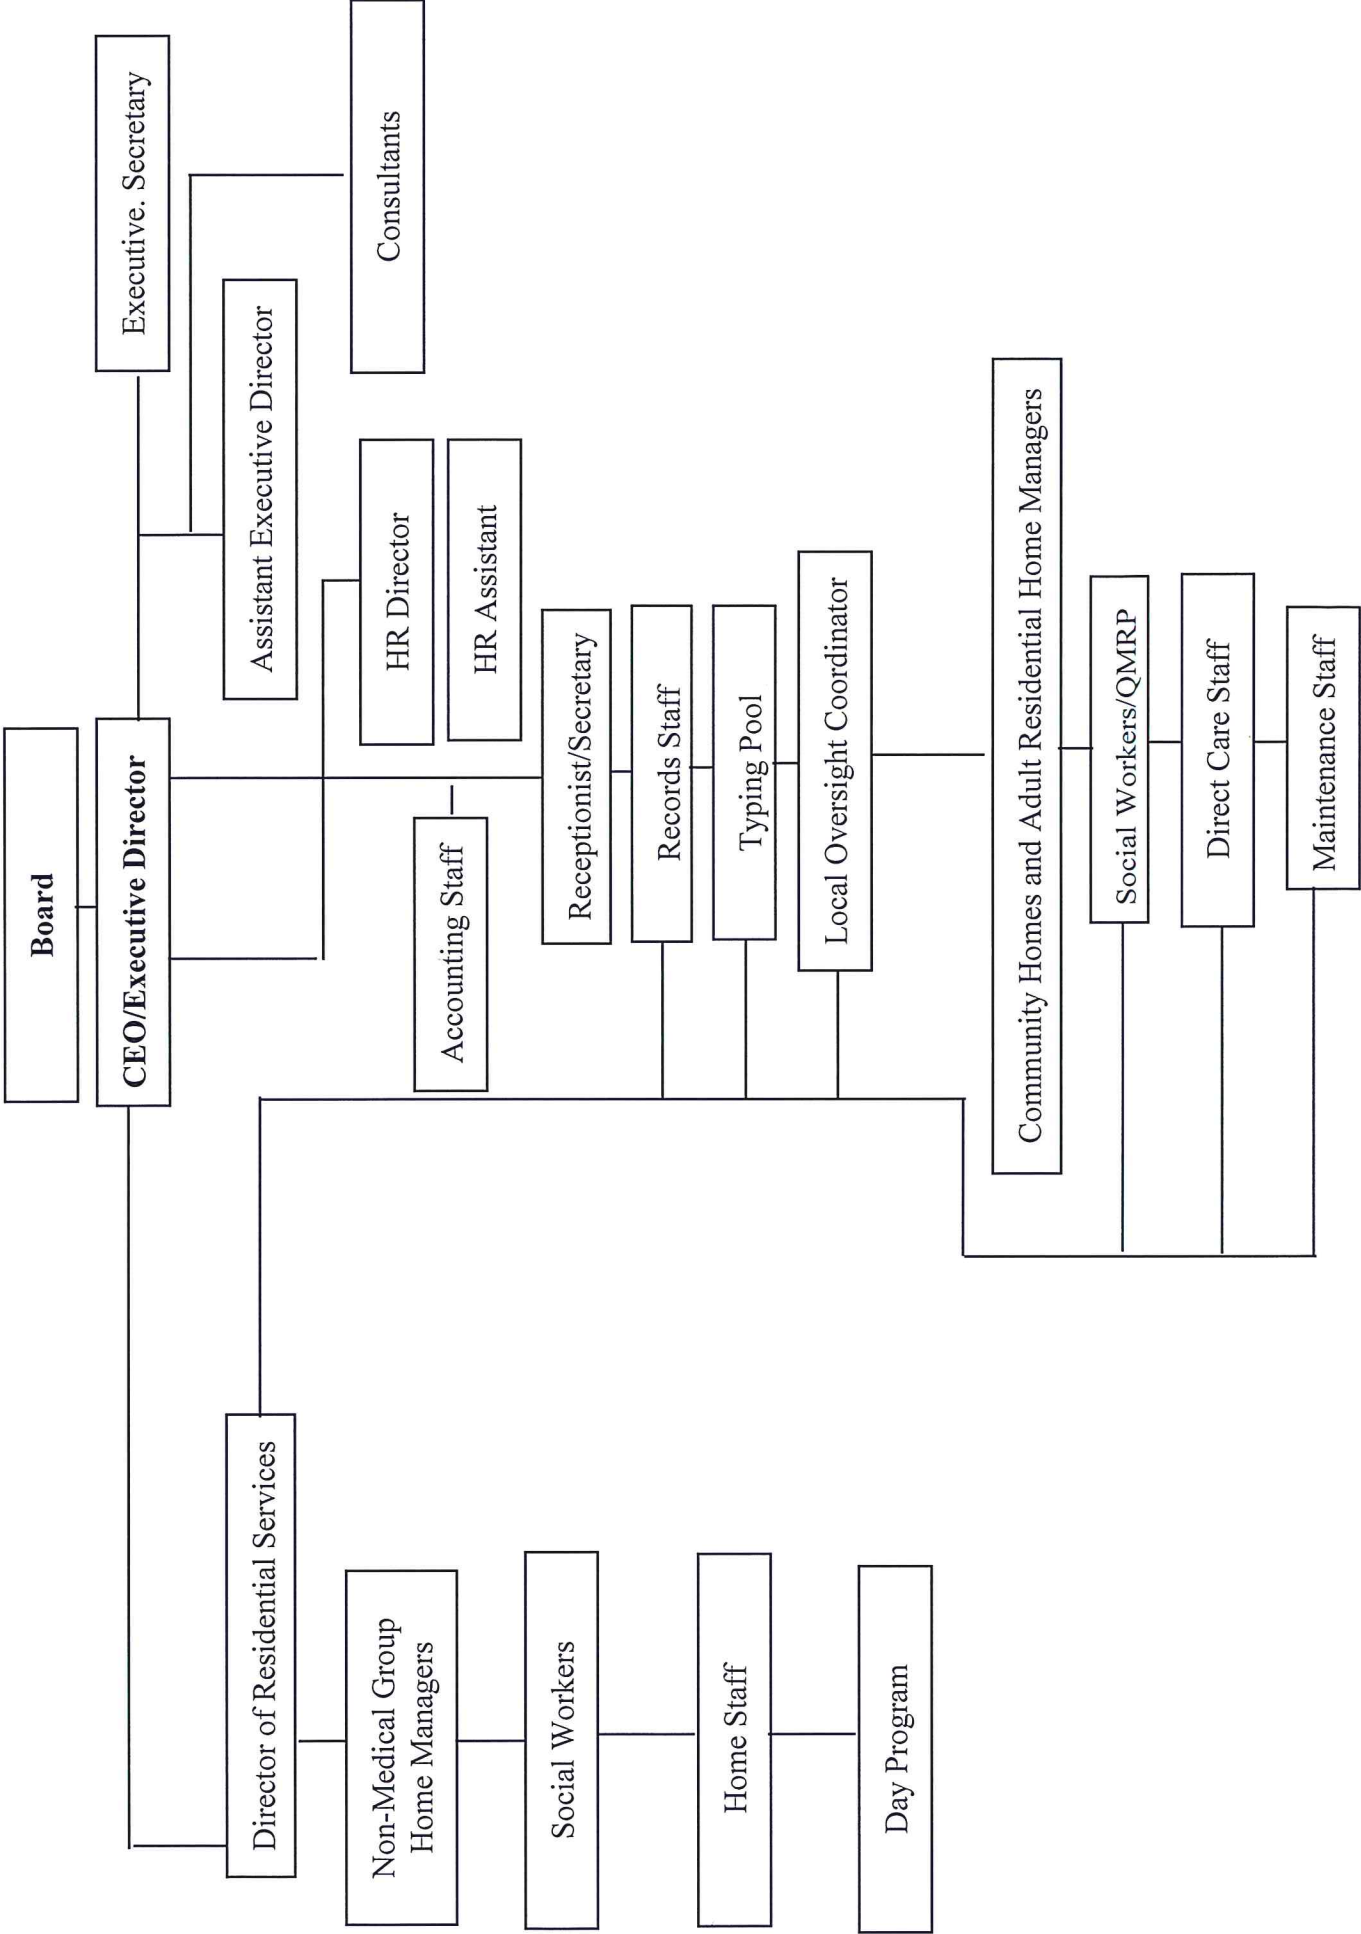 Board
CEO/Executive Director
Executive. Secretary
Director of Residential Services
Assistant Executive Director
Non-Medical Group
Home Managers
HR Director
Consultants
Accounting Staff
HR Assistant
Social Workers
Receptionist/Secretary
Records Staff
Home Staff
Typing Pool
Local Oversight Coordinator
Day Program
Community Homes and Adult Residential Home Managers
Social Workers/QMRP
Direct Care Staff
Maintenance Staff